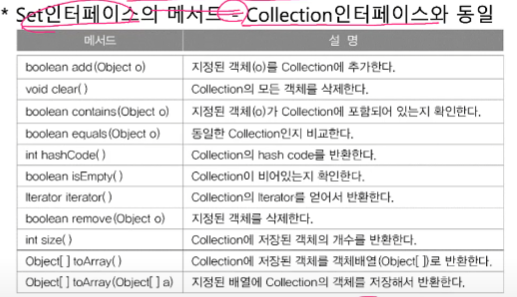 * Set인터페이스의 메서드 = Collection인터페이스와 동일
메서드 설 명
boolean add(Object o) 지정된 객체(o)를 Collection에 추가한다.
void clear( ) Collection의 모든 객체를 삭제한다.
boolean contains(Object o) 지정된 객체(o)가 Collection에 포함되어 있는지 확인한다.
boolean equals(Object o) 동일한 Collection인지 비교한다.
int hashCode( ) Collection의 hash code를 반환한다.
boolean isEmpty( ) Collection이 비어있는지 확인한다.
Iterator iterator( ) Collection의 Iterator를 얻어서 반환한다.
boolean remove(Object o) 지정된 객체를 삭제한다.
int size( ) Collection에 저장된 객체의 개수를 반환한다.
Object[ ] toArray( ) Collection에 저장된 객체를 객체배열(Object[ ])로 반환한다.
Object[ ] toArray(Object[ ] a) 지정된 배열에 Collection의 객체를 저장해서 반환한다.